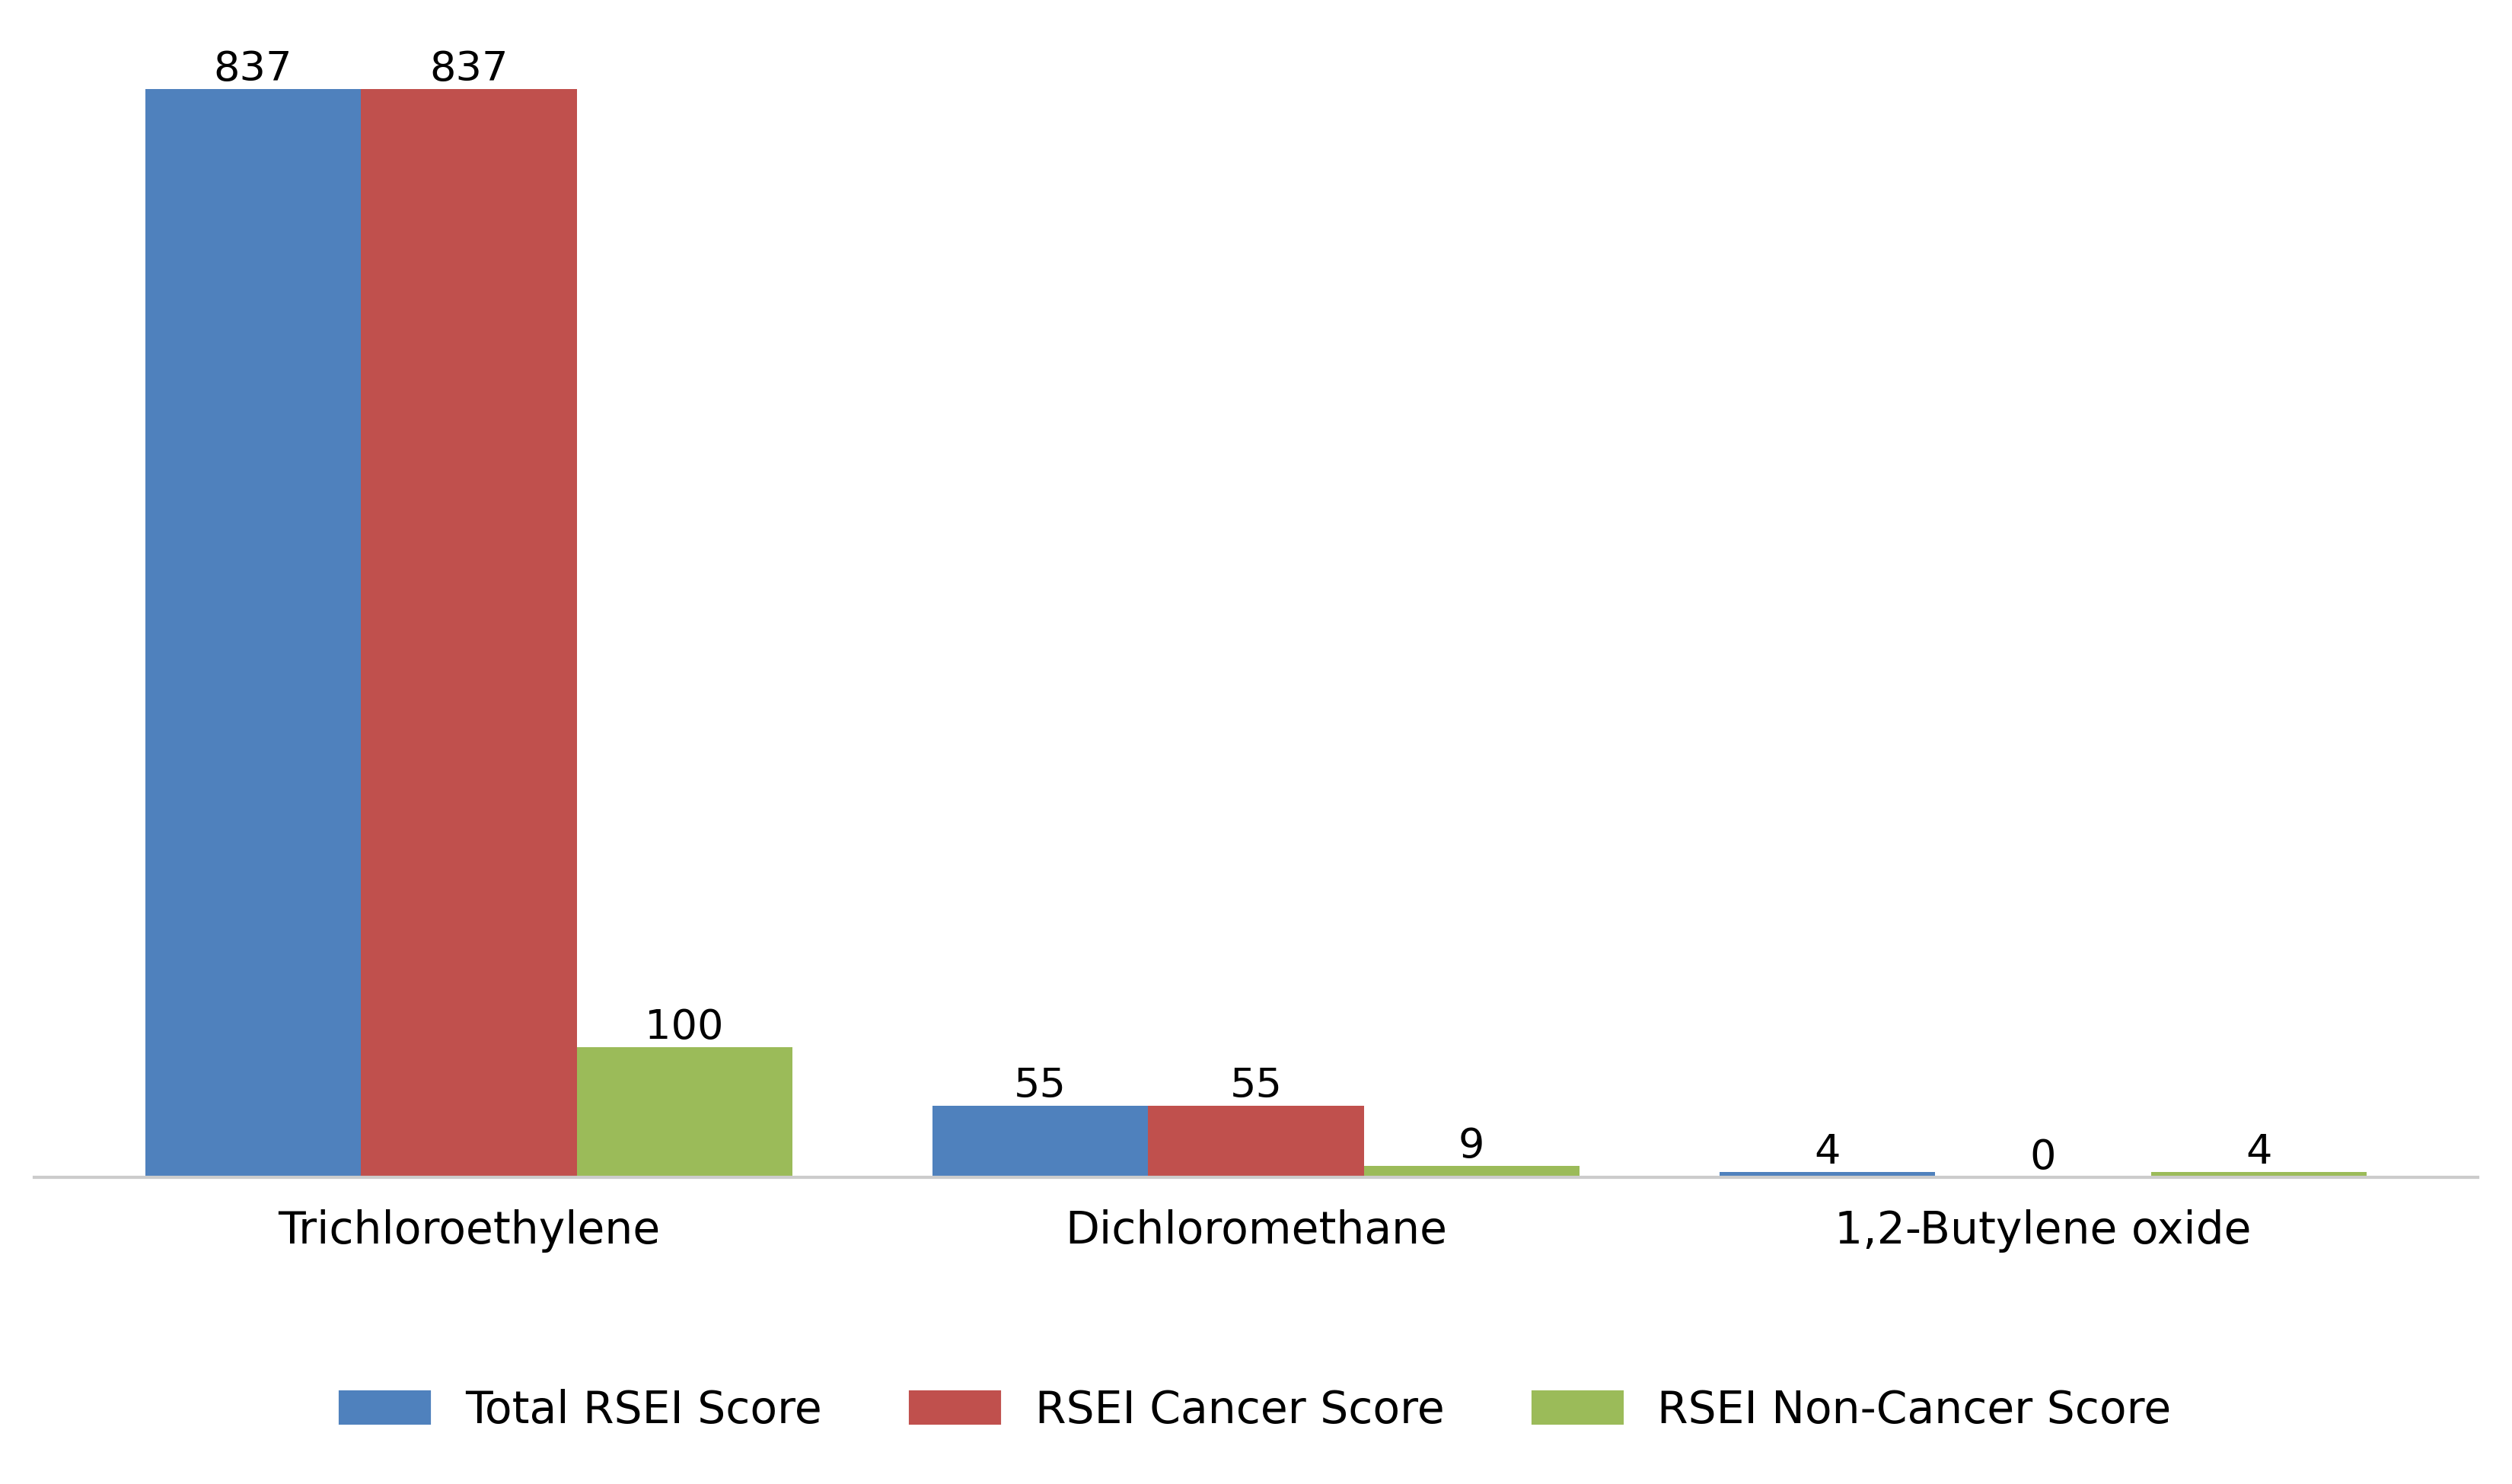 837 837
100
55 55
9
4 0 4
Trichloroethylene Dichloromethane 1,2-Butylene oxide
Total RSEI Score RSEI Cancer Score RSEI Non-Cancer Score